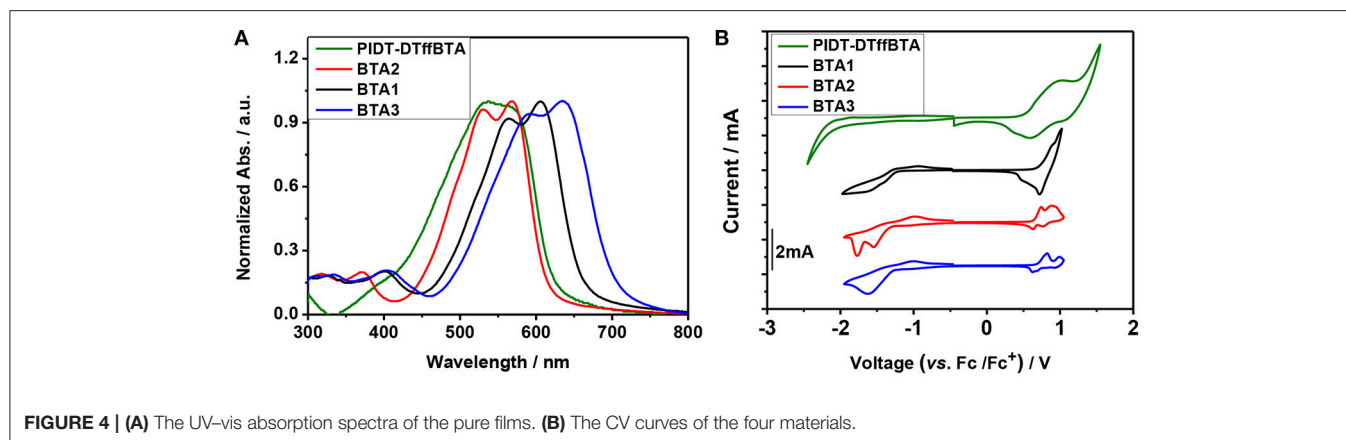 A
PIDT-DTffBTA
BTA2
BTA1
BTA3
1.2
0.9
0.6
0.3
0.0
300 400 500 600 700 800
Normalized Abs. / a.u.
Wavelength / nm
B
PIDT-DTffBTA
BTA1
BTA2
BTA3
2mA
-3 -2 -1 0 1 2
Current / mA
Voltage (vs. Fc /Fc⁺) / V
FIGURE 4 | (A) The UV–vis absorption spectra of the pure films. (B) The CV curves of the four materials.